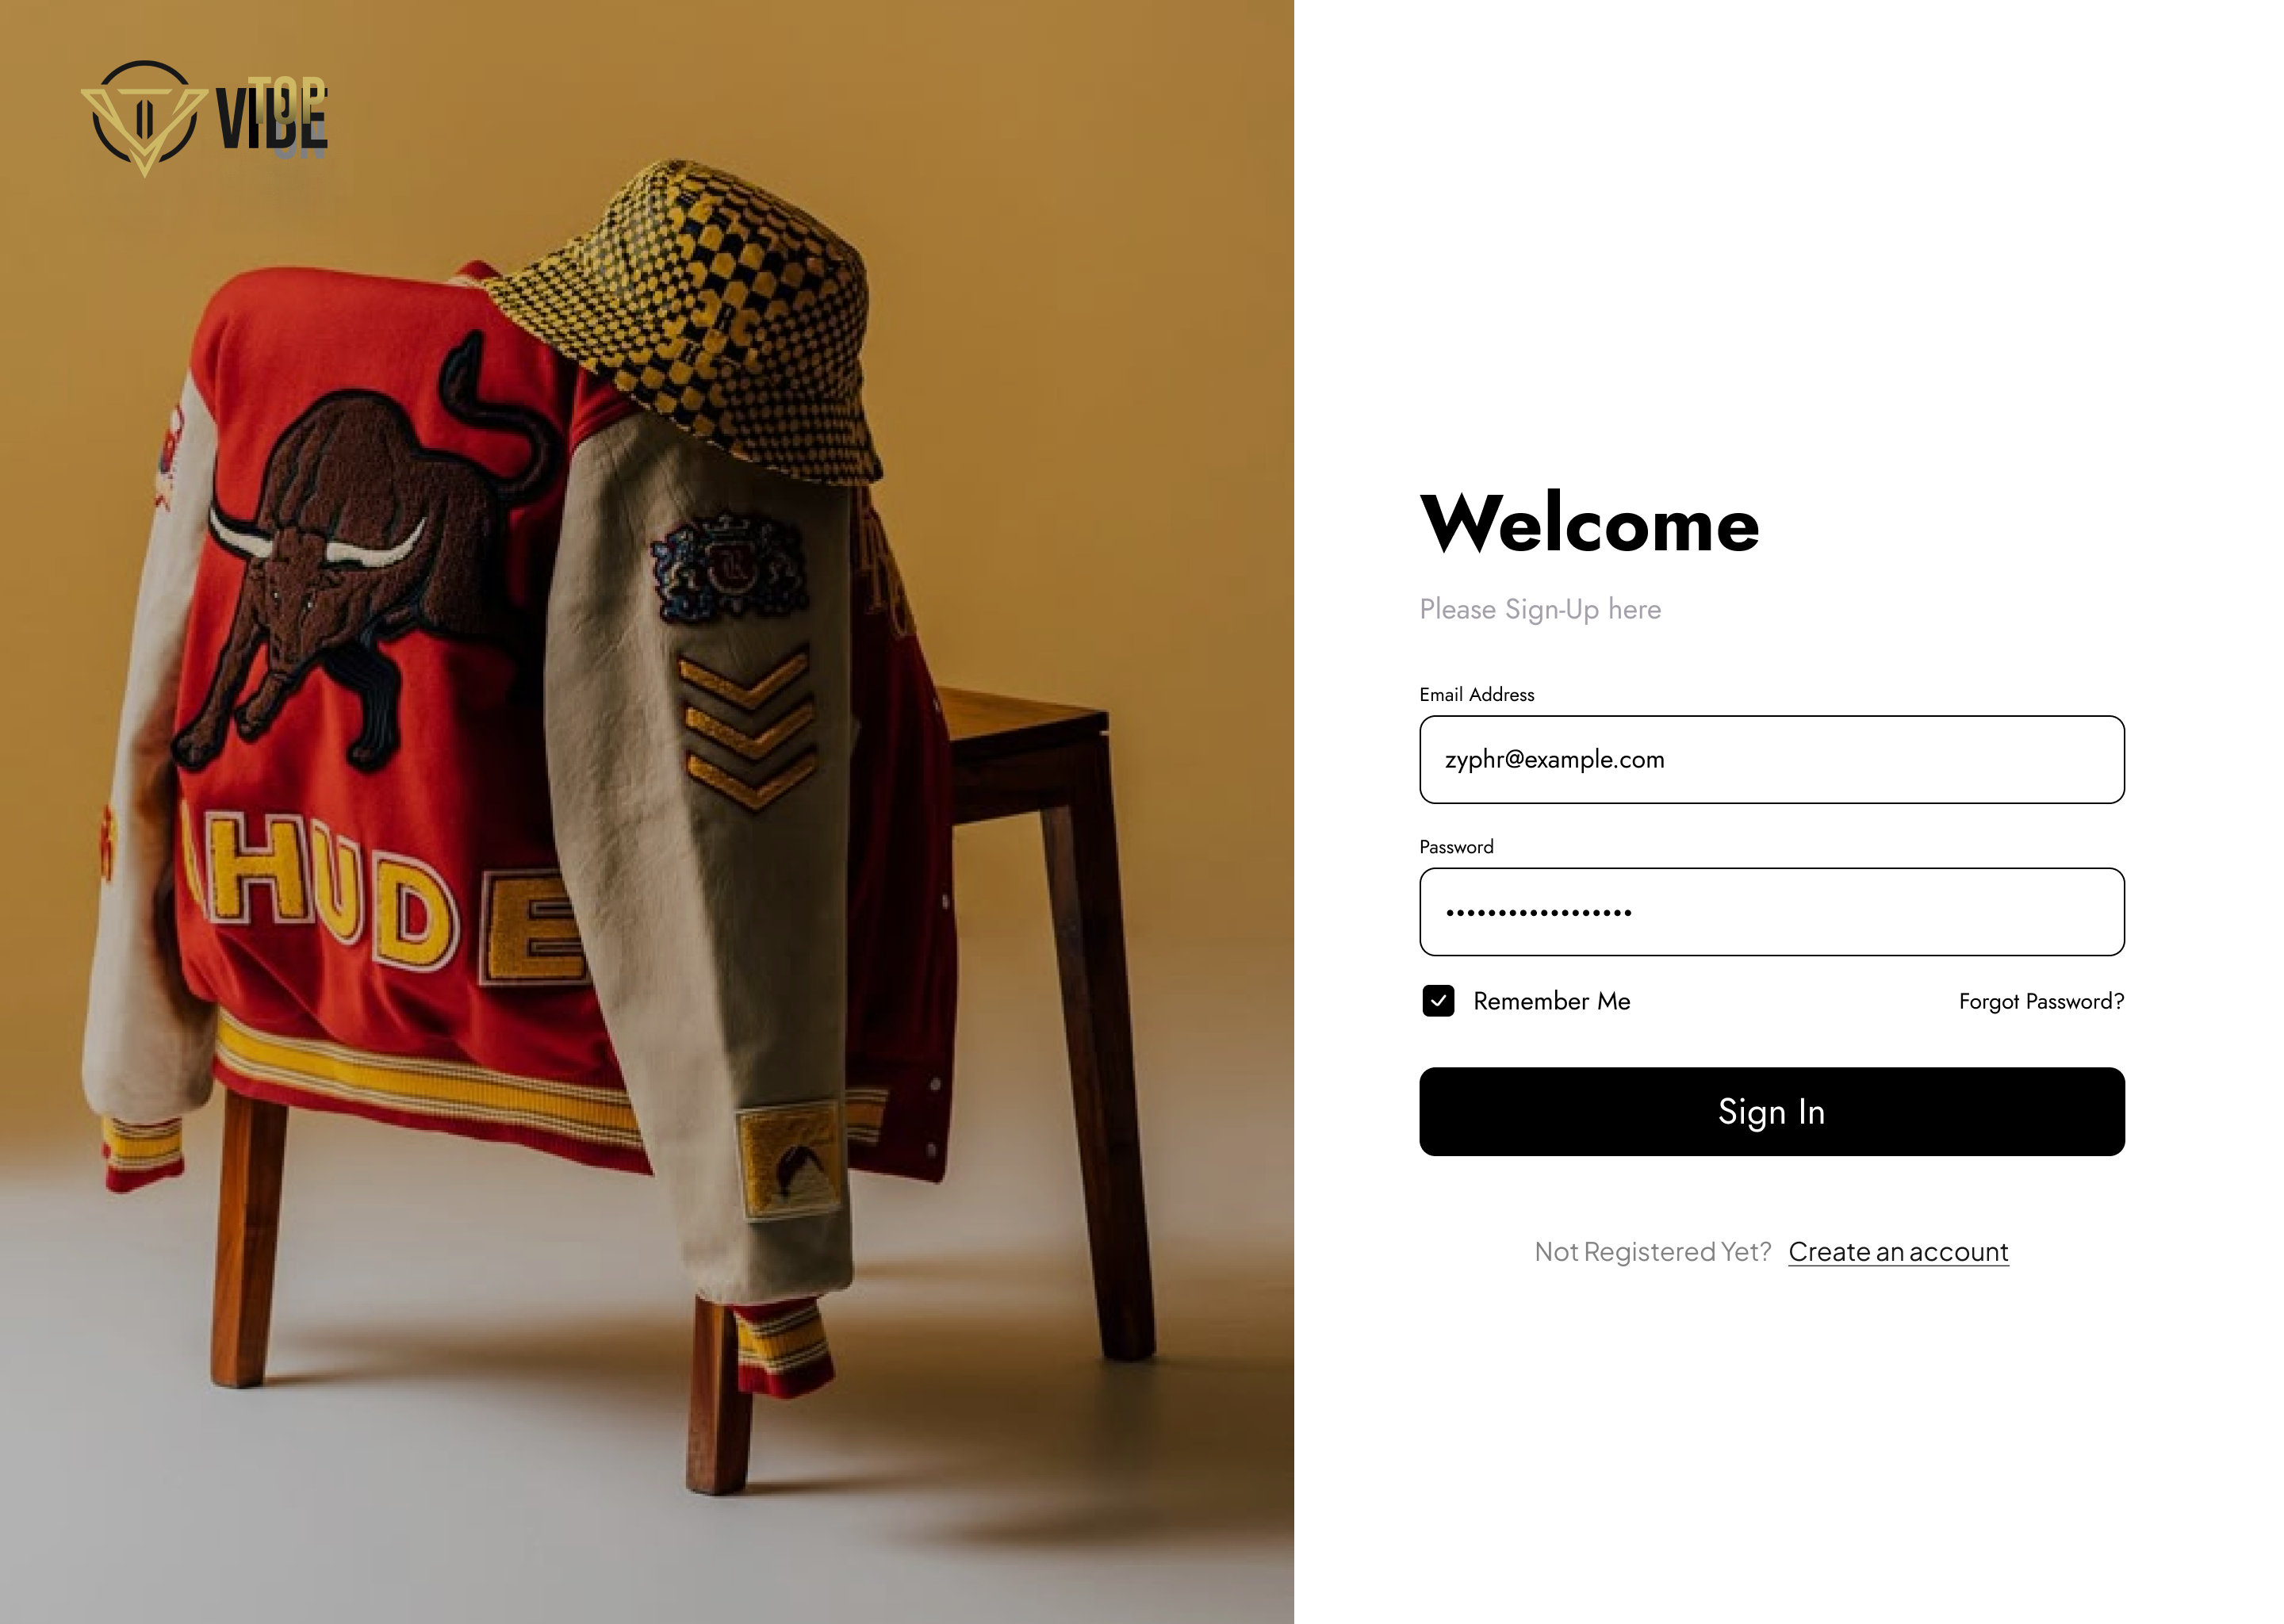 VIBE
TOP
HUD E
Welcome
Please Sign-Up here
Email Address
zyphr@example.com
Password
••••••••••••••••••
Remember Me
Forgot Password?
Sign In
Not Registered Yet? Create an account